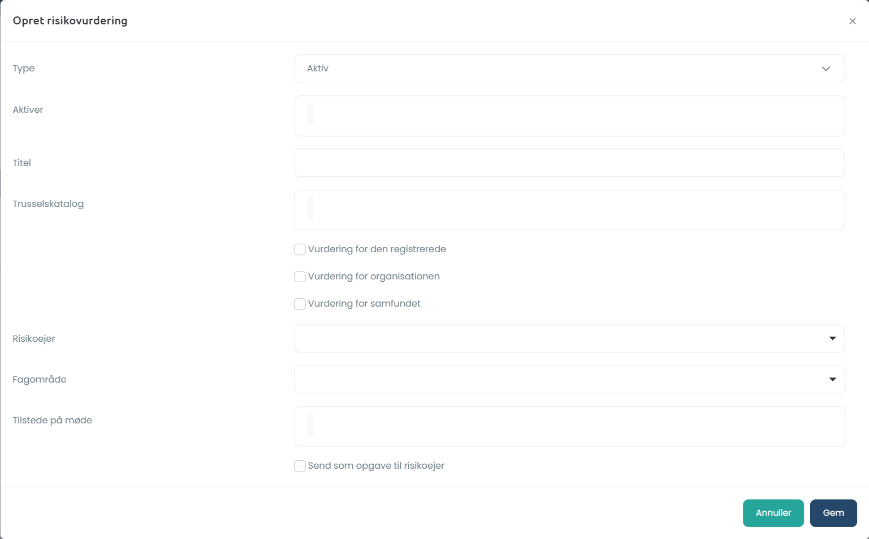 Opret risikovurdering
×
Type
Aktiv
Aktiver
Titel
Trusselskatalog
Vurdering for den registrerede
Vurdering for organisationen
Vurdering for samfundet
Risikoejer
Fagområde
Tilstede på møde
Send som opgave til risikoejer
Annuller
Gem